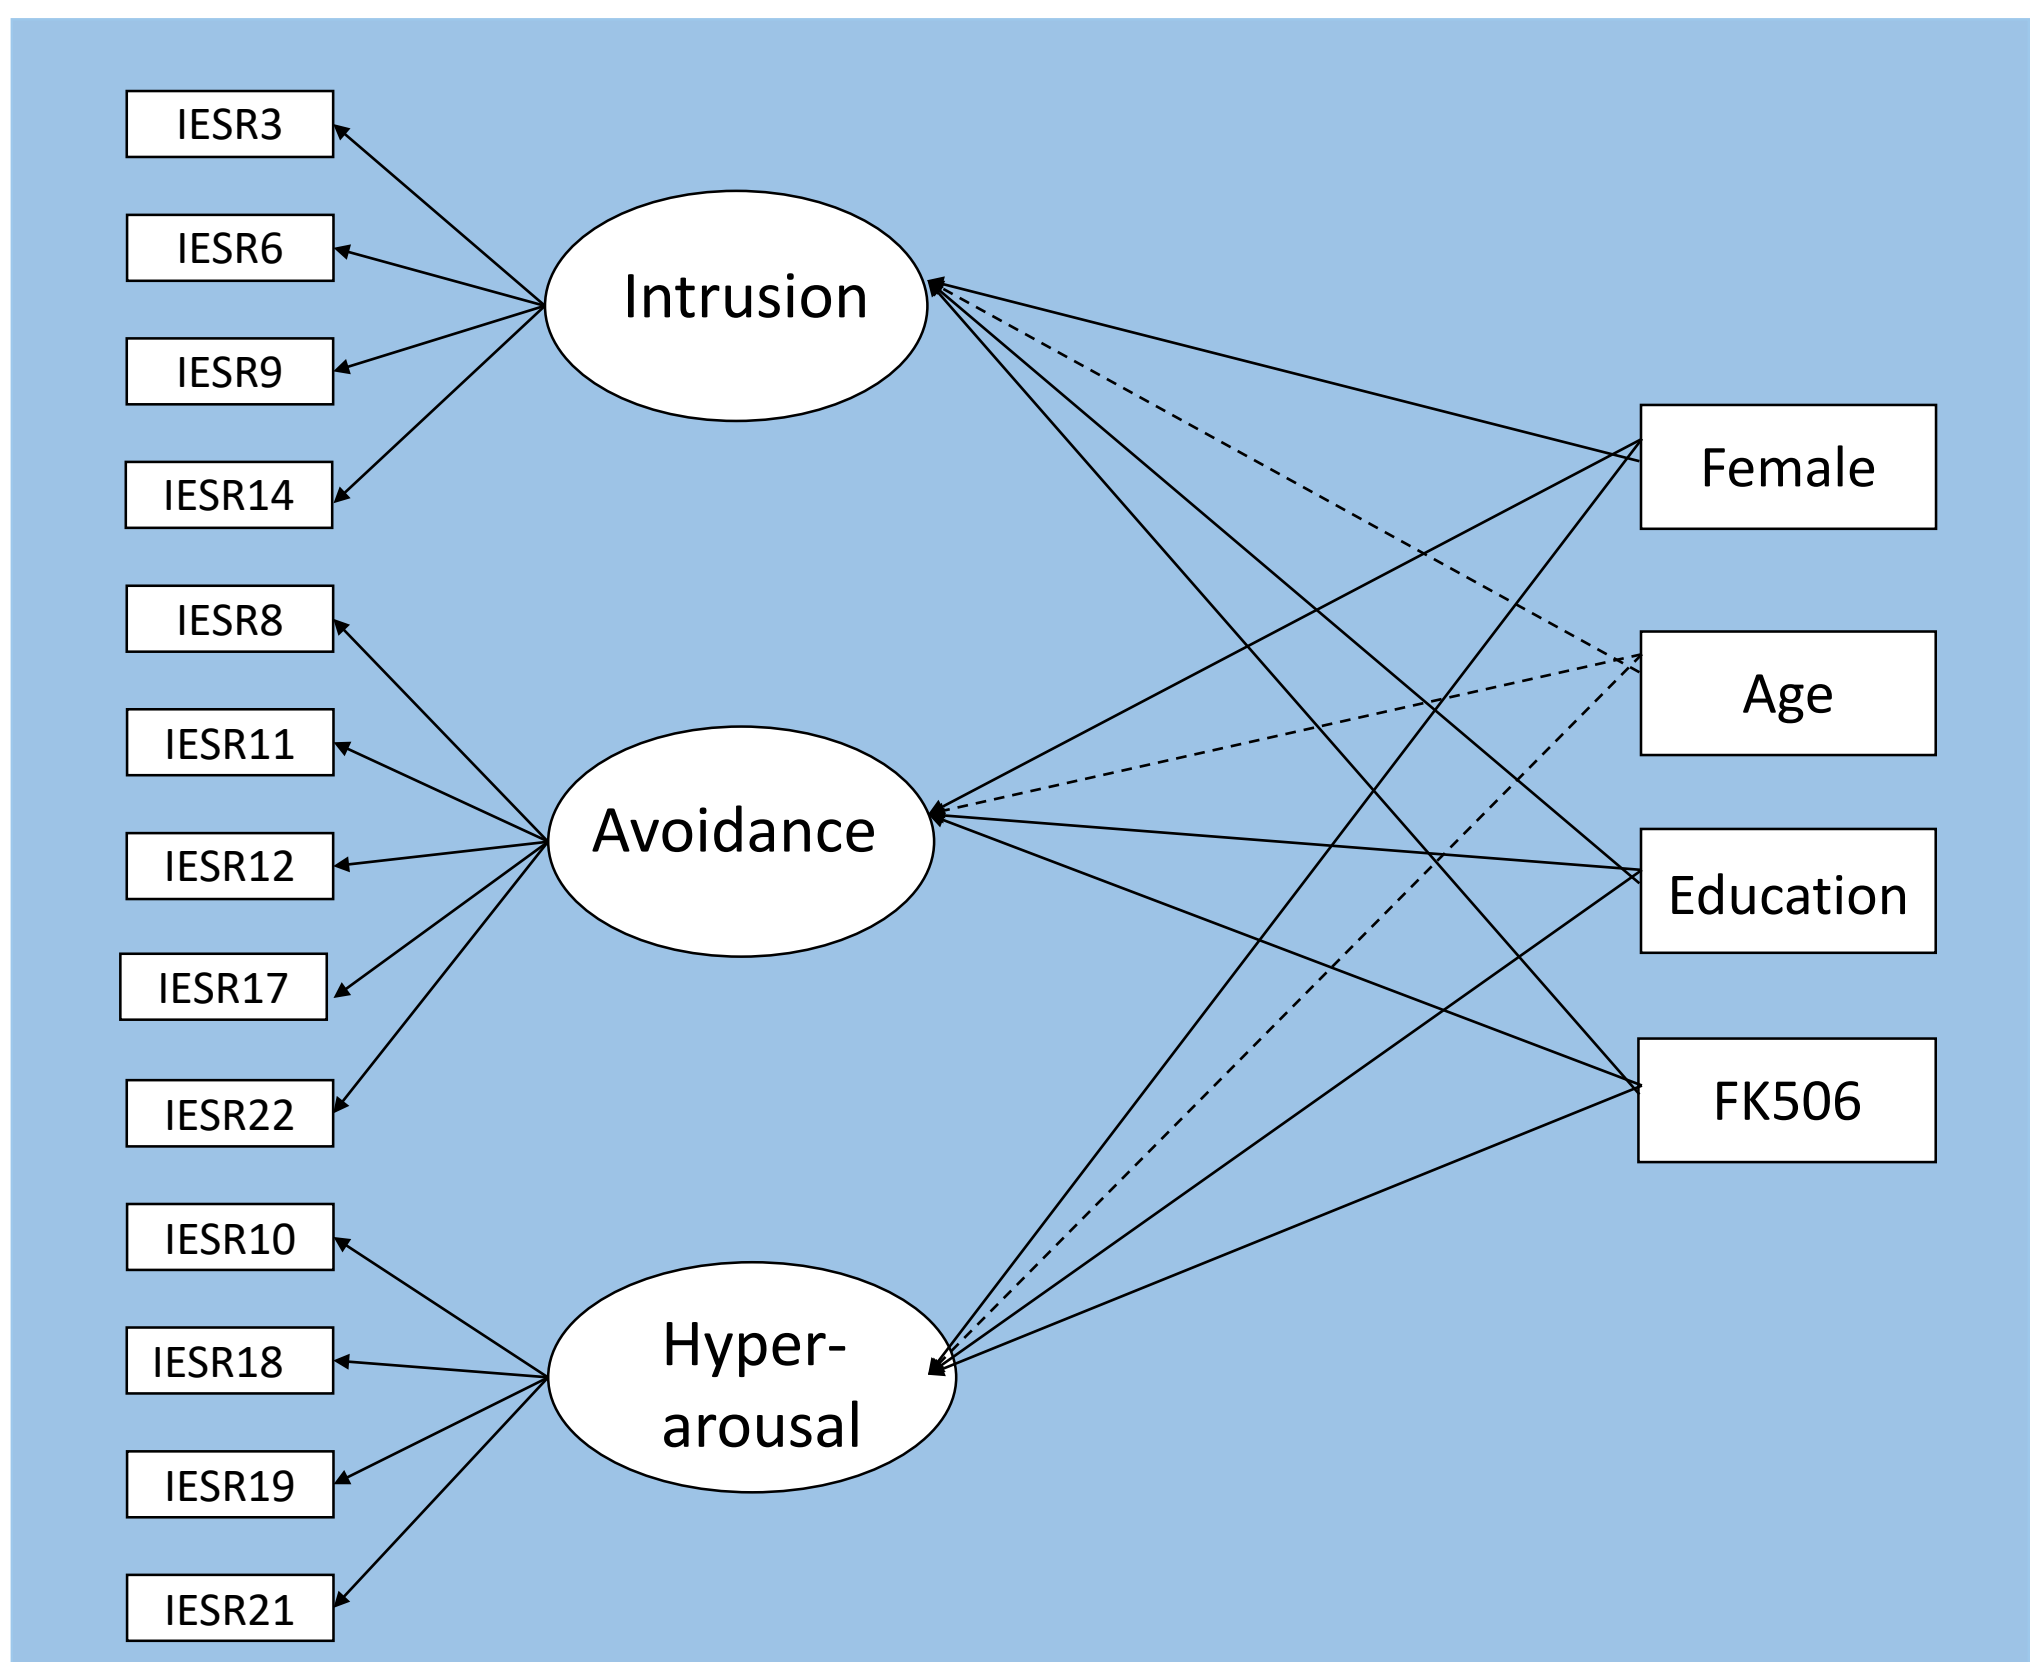 IESR3
IESR6
IESR9
IESR14
IESR8
IESR11
IESR12
IESR17
IESR22
IESR10
IESR18
IESR19
IESR21
Intrusion
Avoidance
Hyper-
arousal
Female
Age
Education
FK506